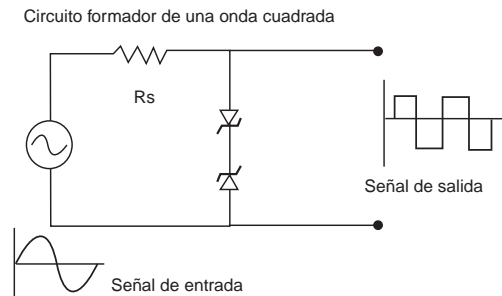 Circuito formador de una onda cuadrada
Rs
Señal de salida
Señal de entrada